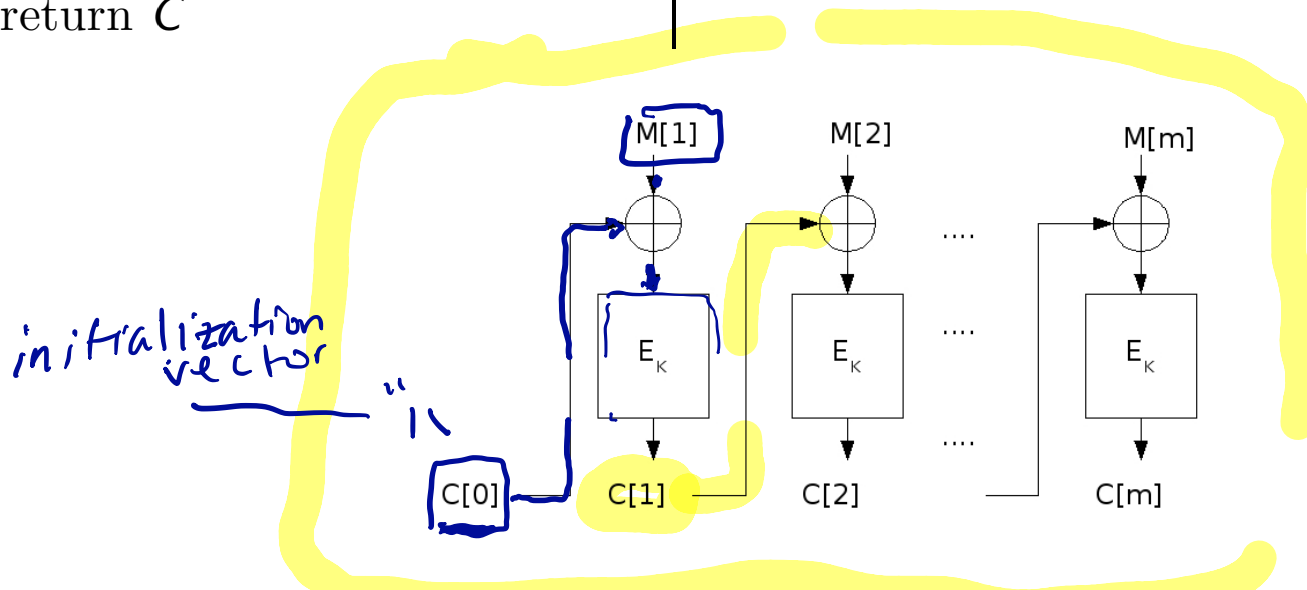 return C
M[1] M[2] M[m]
....
initialization
vector
E_K E_K .... E_K
....
C[0] C[1] C[2] C[m]